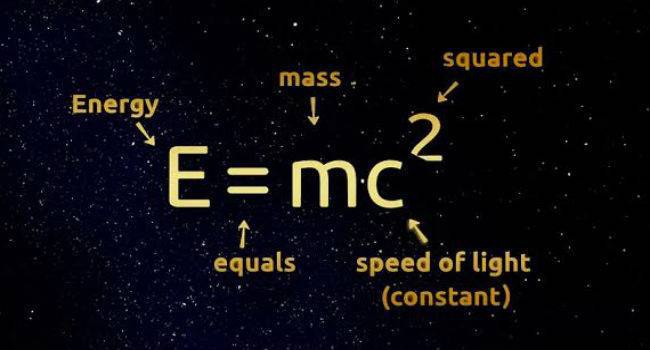 squared
mass
Energy
E = mc²
equals
speed of light
(constant)